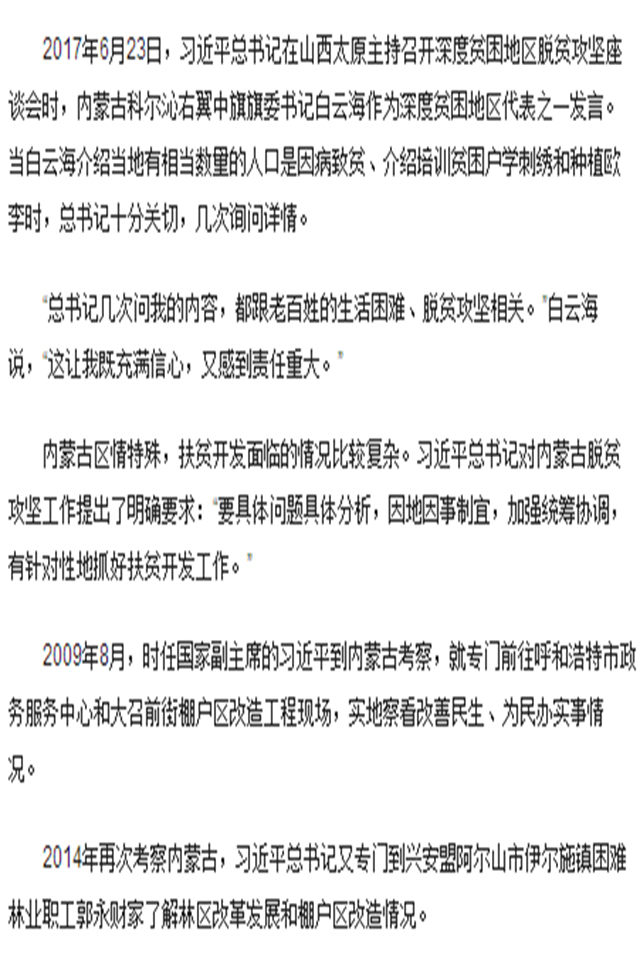 2017年6月23日，习近平总书记在山西太原主持召开深度贫困地区脱贫攻坚座
谈会时，内蒙古科尔沁右翼中旗旗委书记白云海作为深度贫困地区代表之一发言。
当白云海介绍当地有相当数量的人口是因病致贫、介绍培训贫困户学刺绣和种植欧
李时，总书记十分关切，几次询问详情。
“总书记几次问我的内容，都跟老百姓的生活困难、脱贫攻坚相关。”白云海
说，“这让我既充满信心，又感到责任重大。”
内蒙古区情特殊，扶贫开发面临的情况比较复杂。习近平总书记对内蒙古脱贫
攻坚工作提出了明确要求：“要具体问题具体分析，因地因事制宜，加强统筹协调，
有针对性地抓好扶贫开发工作。”
2009年8月，时任国家副主席的习近平到内蒙古考察，就专门前往呼和浩特市政
务服务中心和大召前街棚户区改造工程现场，实地察看改善民生、为民办实事情
况。
2014年再次考察内蒙古，习近平总书记又专门到兴安盟阿尔山市伊尔施镇困难
林业职工郭永财家了解林区改革发展和棚户区改造情况。